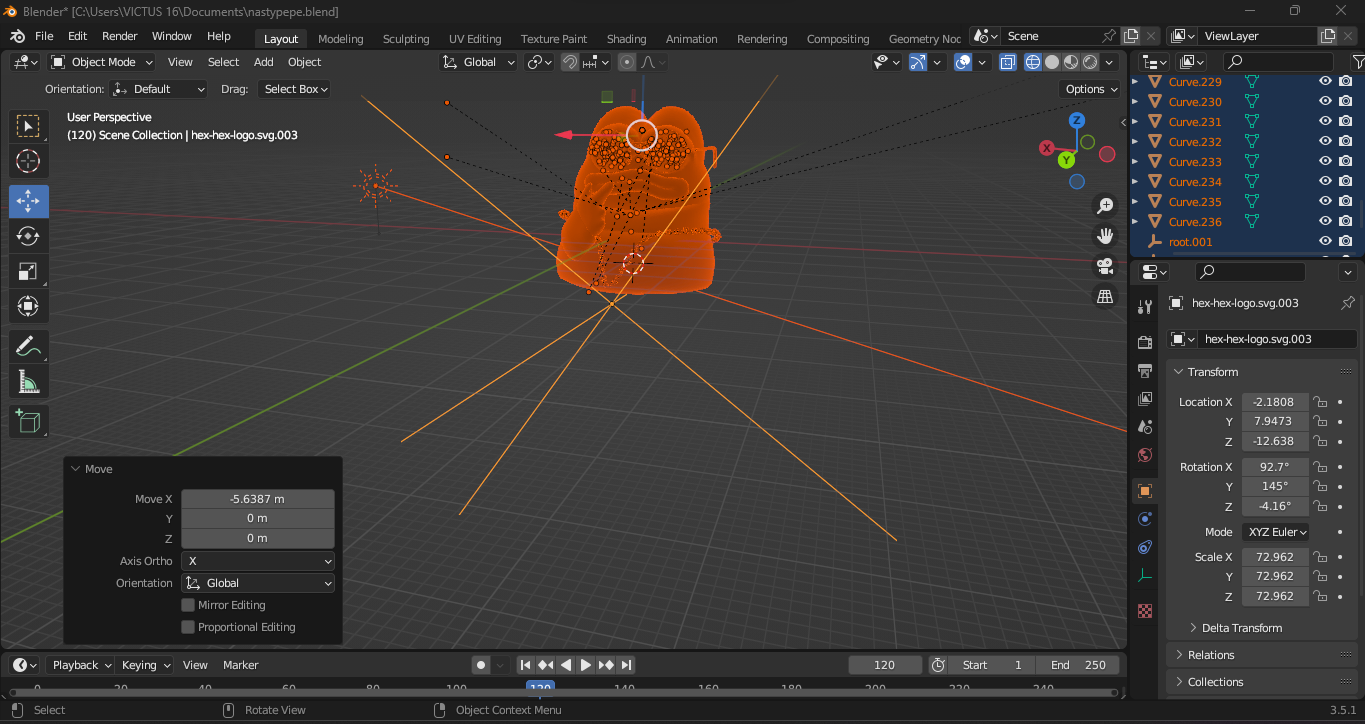 Blender* [C:\Users\VICTUS 16\Documents\nastypepe.blend]
File Edit Render Window Help Layout Modeling Sculpting UV Editing Texture Paint Shading Animation Rendering Compositing Geometry Noc Scene ViewLayer
Object Mode View Select Add Object Global
Orientation: Default Drag: Select Box Options
User Perspective
(120) Scene Collection | hex-hex-logo.svg.003
Z
X
Y
Curve.229
Curve.230
Curve.231
Curve.232
Curve.233
Curve.234
Curve.235
Curve.236
root.001
hex-hex-logo.svg.003
hex-hex-logo.svg.003
Transform
Location X -2.1808
Y 7.9473
Z -12.638
Rotation X 92.7°
Y 145°
Z -4.16°
Mode XYZ Euler
Scale X 72.962
Y 72.962
Z 72.962
Delta Transform
Relations
Collections
Move
Move X -5.6387 m
Y 0 m
Z 0 m
Axis Ortho X
Orientation Global
Mirror Editing
Proportional Editing
Playback Keying View Marker 120 Start 1 End 250
0 20 40 60 80 100 120 140 160 180 200 220 240
Select Rotate View Object Context Menu 3.5.1